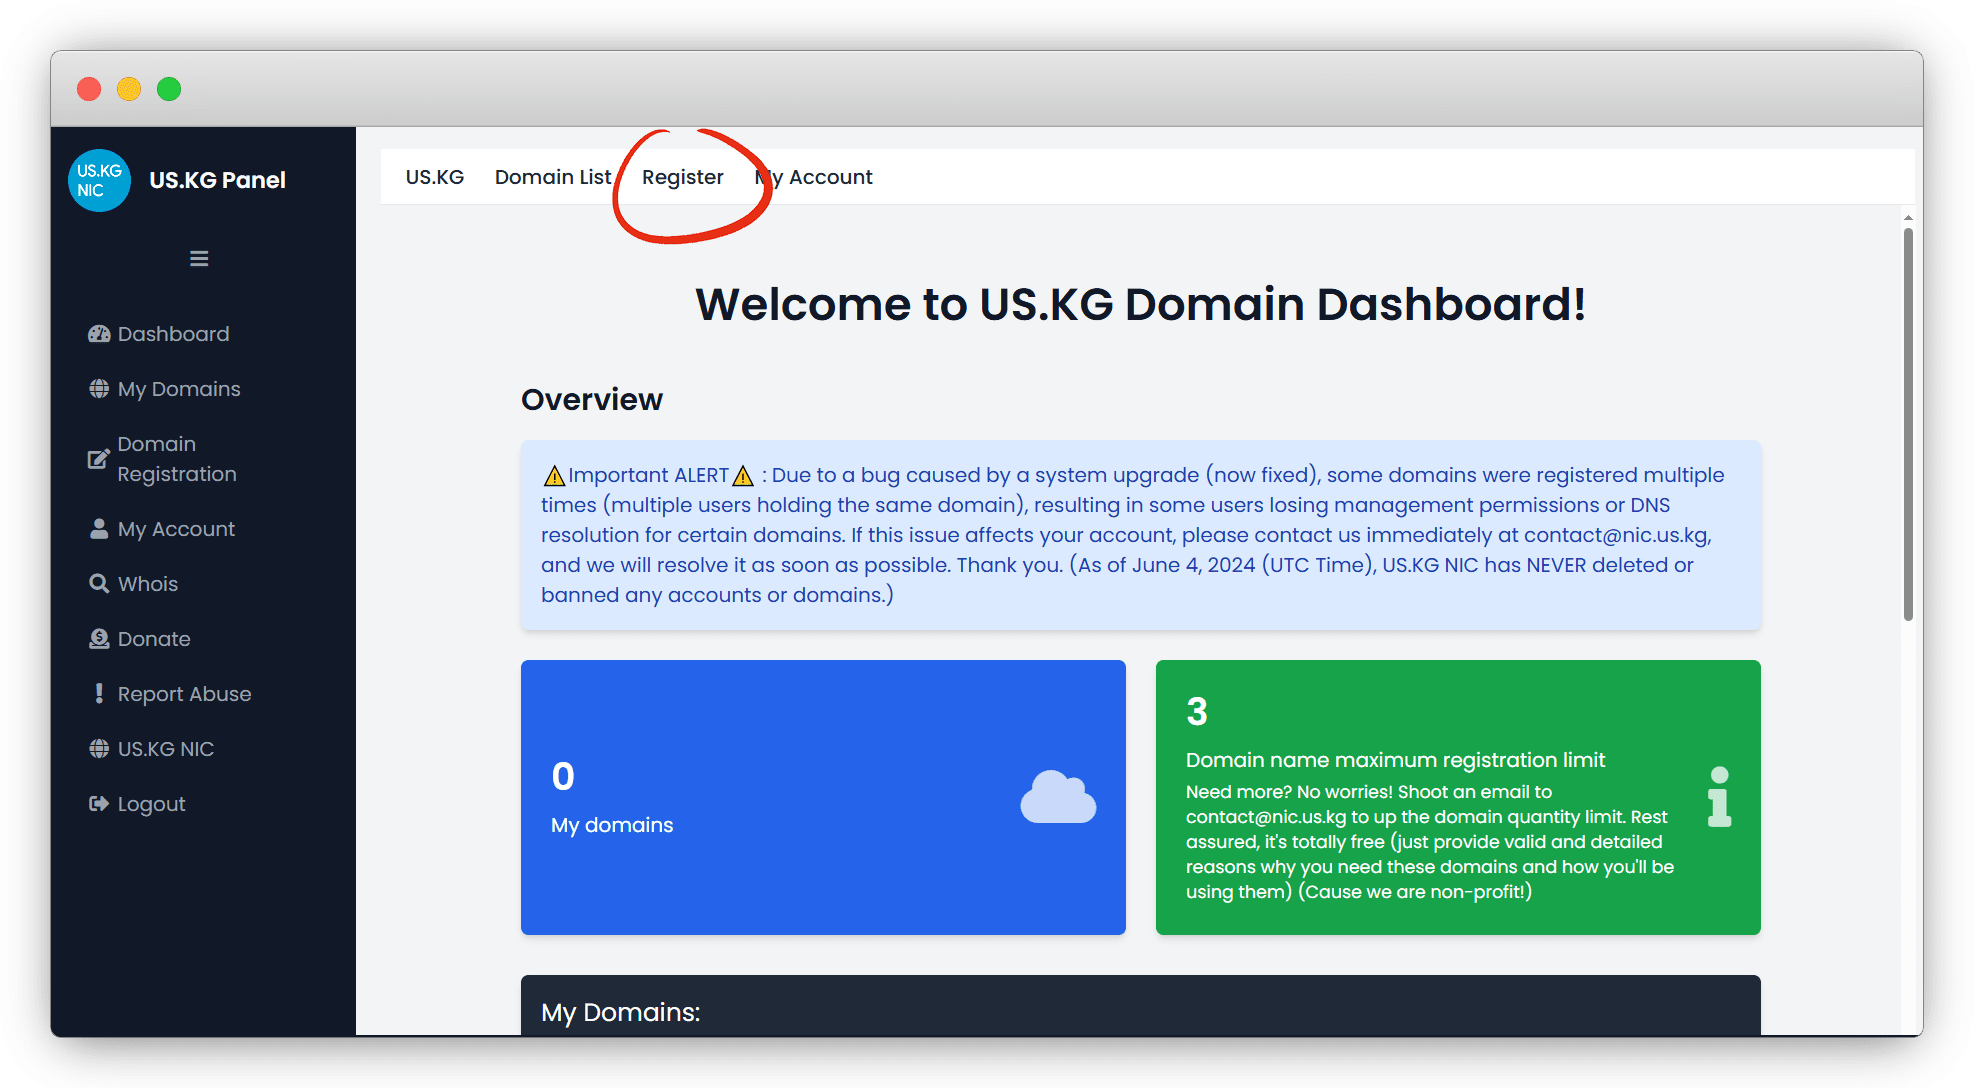 US.KG
NIC
US.KG Panel
Dashboard
My Domains
Domain
Registration
My Account
Whois
Donate
Report Abuse
US.KG NIC
Logout
US.KG Domain List Register My Account
Welcome to US.KG Domain Dashboard!
Overview
⚠️Important ALERT⚠️ : Due to a bug caused by a system upgrade (now fixed), some domains were registered multiple
times (multiple users holding the same domain), resulting in some users losing management permissions or DNS
resolution for certain domains. If this issue affects your account, please contact us immediately at contact@nic.us.kg,
and we will resolve it as soon as possible. Thank you. (As of June 4, 2024 (UTC Time), US.KG NIC has NEVER deleted or
banned any accounts or domains.)
0
My domains
3
Domain name maximum registration limit
Need more? No worries! Shoot an email to
contact@nic.us.kg to up the domain quantity limit. Rest
assured, it's totally free (just provide valid and detailed
reasons why you need these domains and how you'll be
using them) (Cause we are non-profit!)
My Domains: